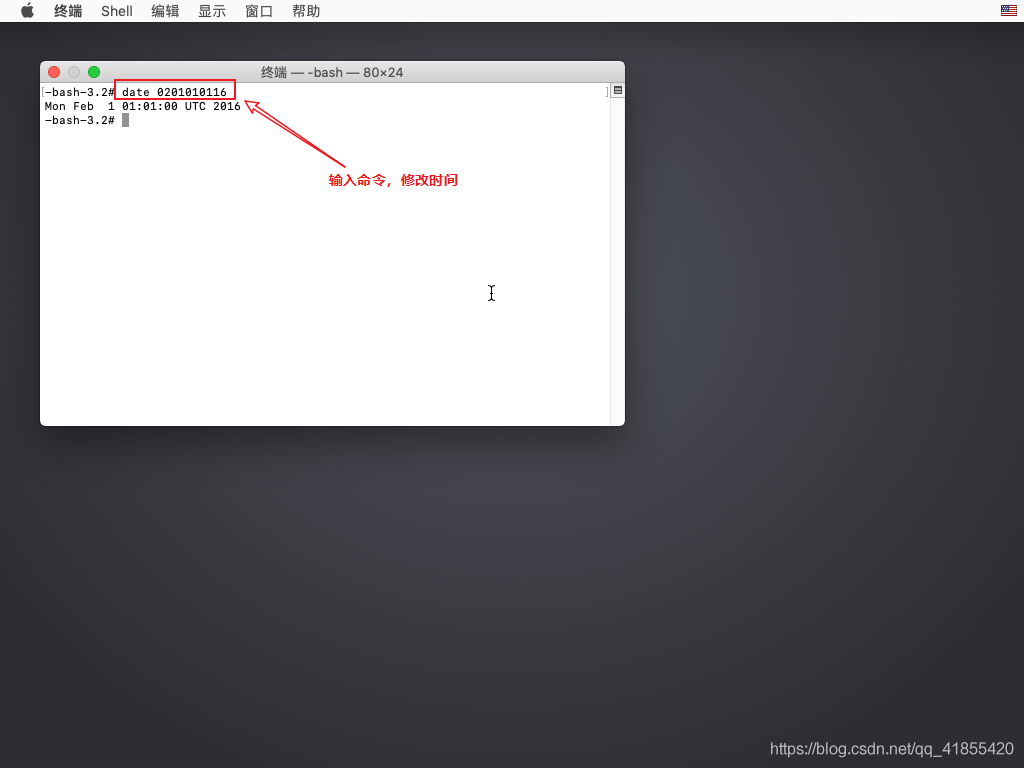 终端 Shell 编辑 显示 窗口 帮助
终端 — -bash — 80×24
[-bash-3.2# date 0201010116 ]
Mon Feb  1 01:01:00 UTC 2016
-bash-3.2#
输入命令，修改时间
https://blog.csdn.net/qq_41855420